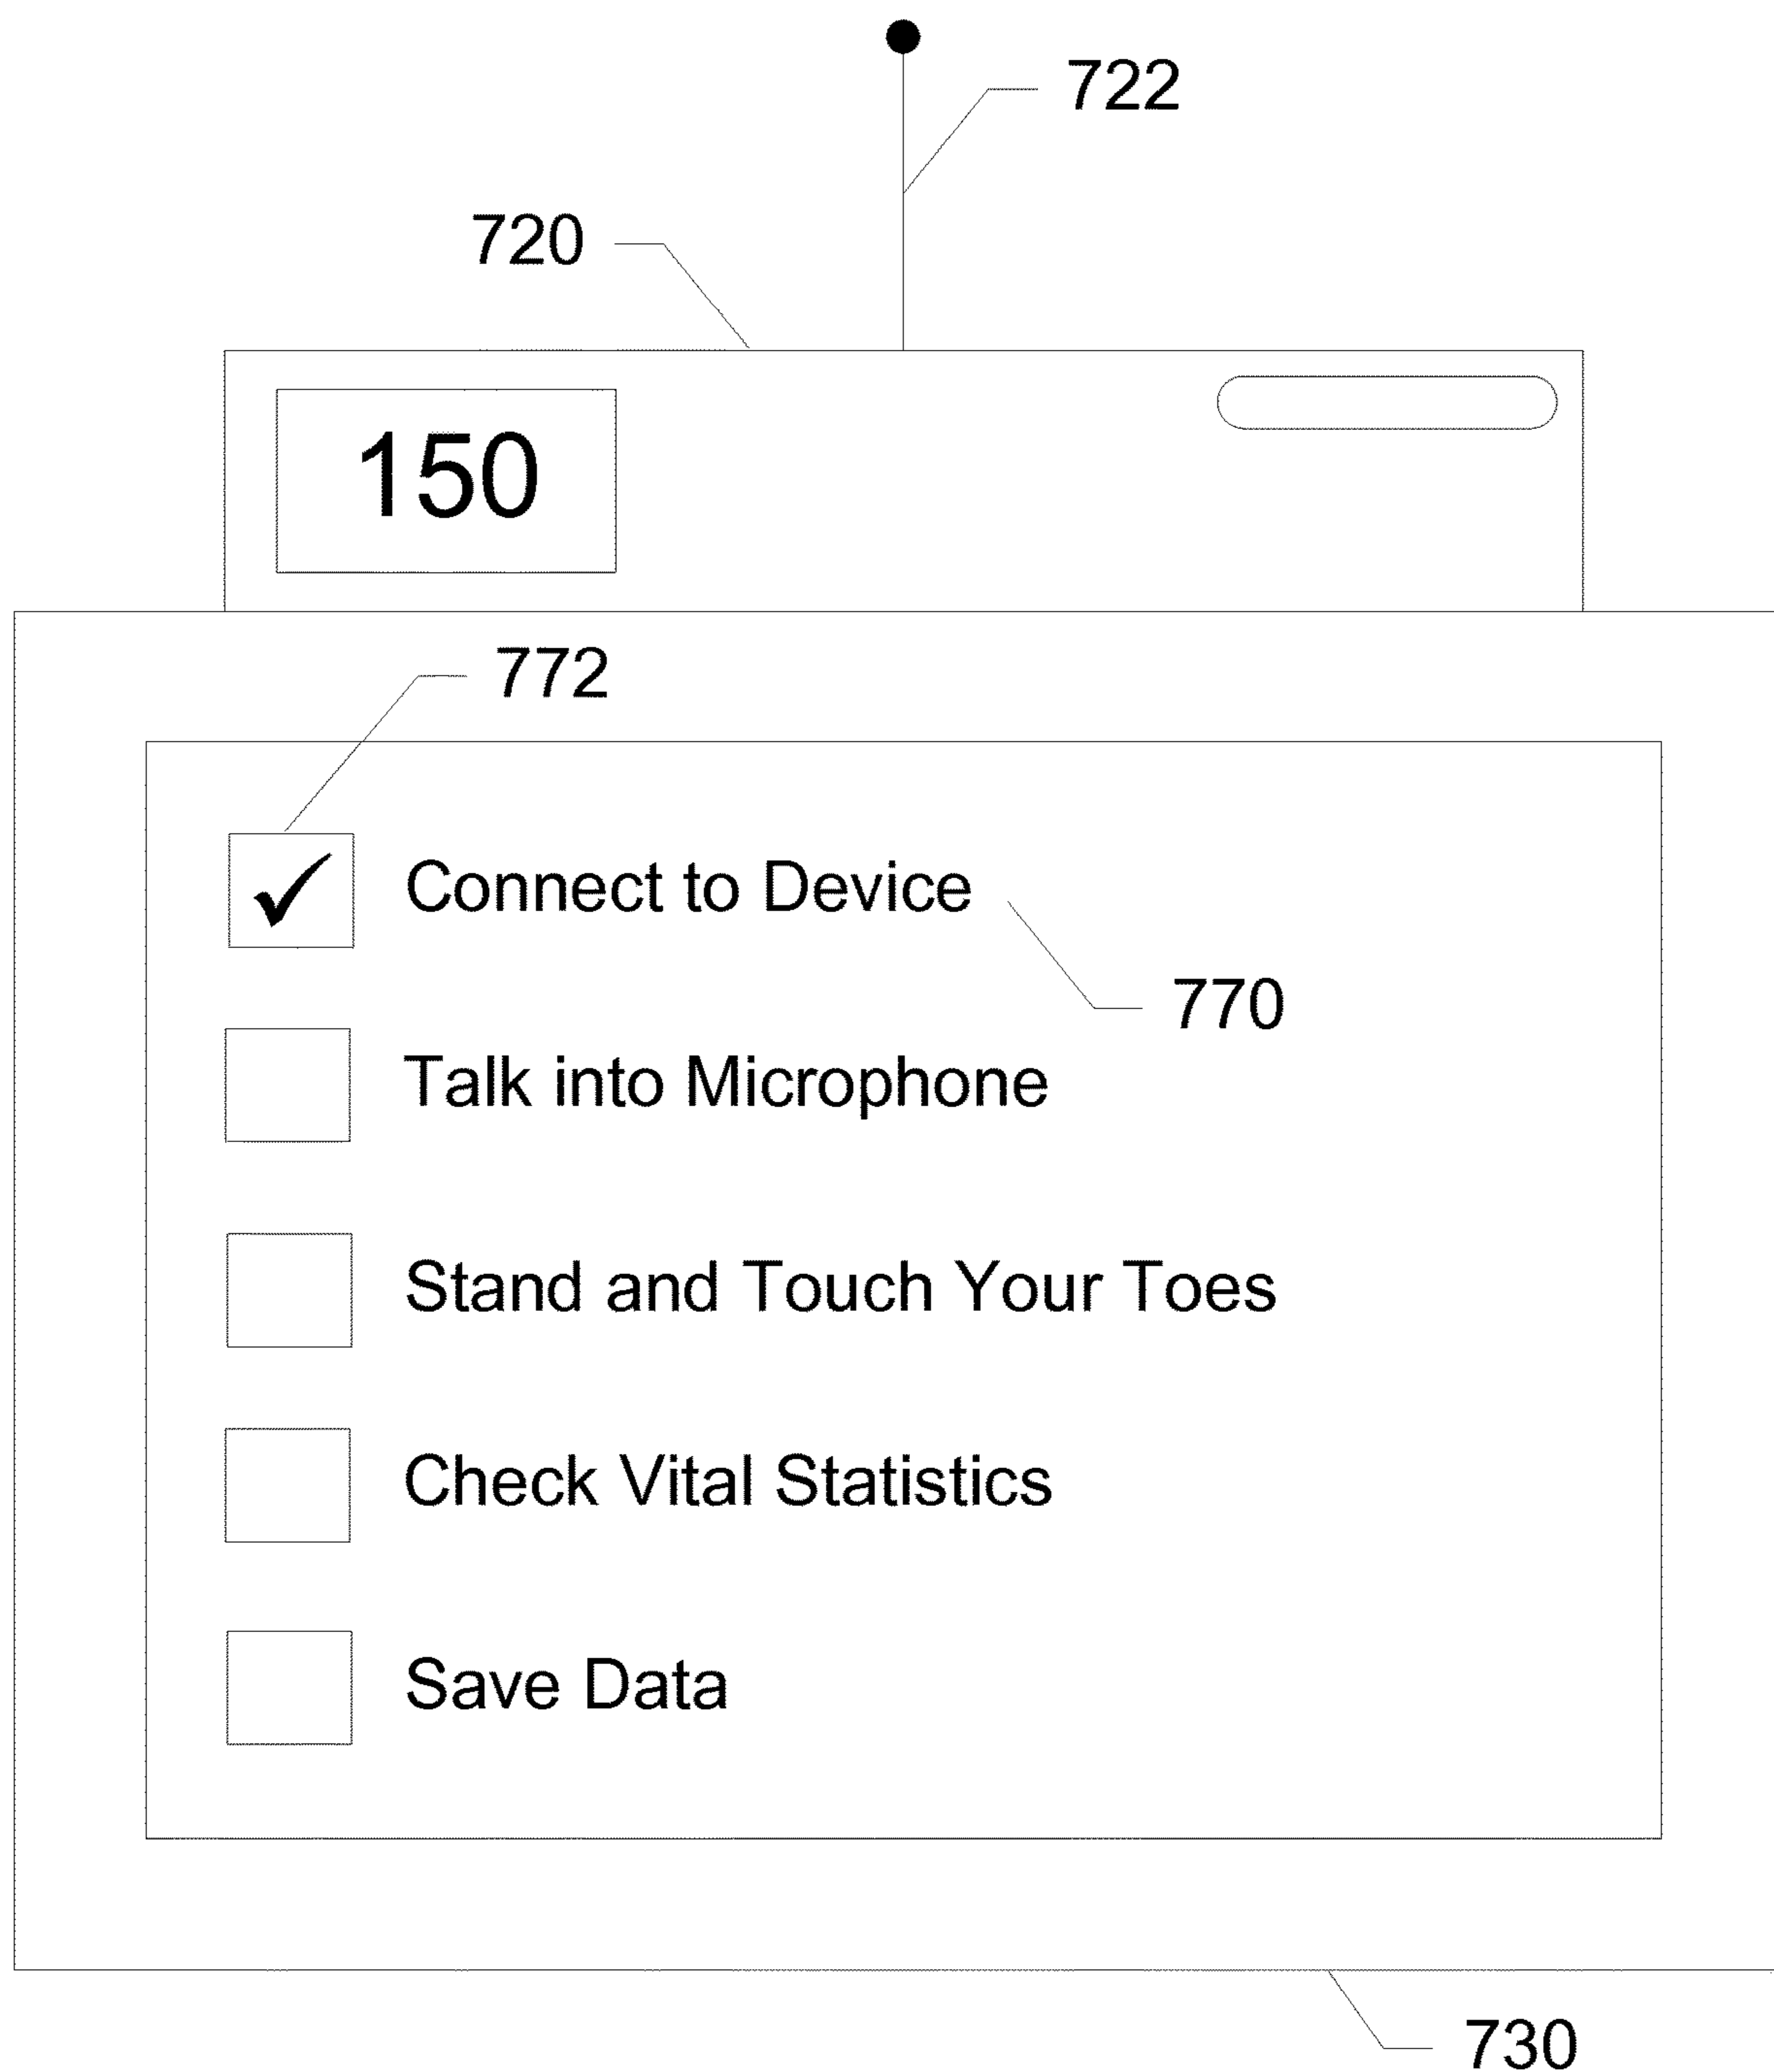 722
720
150
772
✓ Connect to Device
770
Talk into Microphone
Stand and Touch Your Toes
Check Vital Statistics
Save Data
730